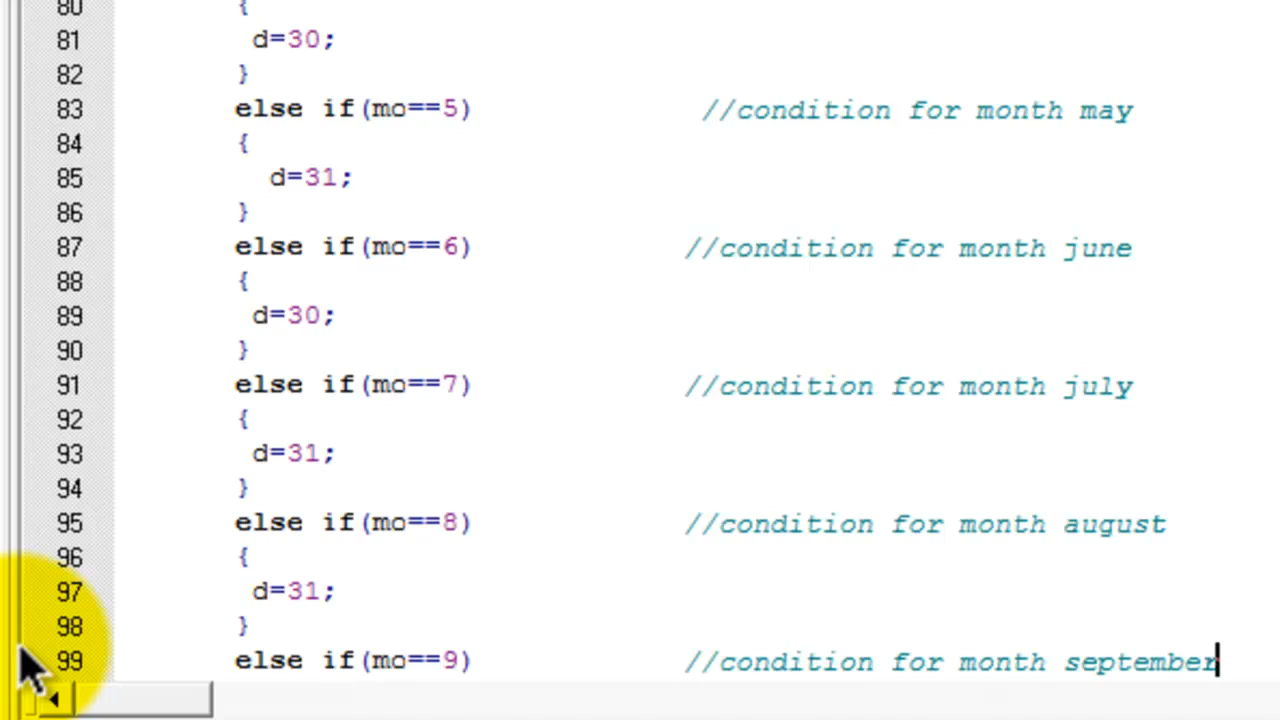 80 {
81 d=30;
82 }
83 else if(mo==5) //condition for month may
84 {
85 d=31;
86 }
87 else if(mo==6) //condition for month june
88 {
89 d=30;
90 }
91 else if(mo==7) //condition for month july
92 {
93 d=31;
94 }
95 else if(mo==8) //condition for month august
96 {
97 d=31;
98 }
99 else if(mo==9) //condition for month september